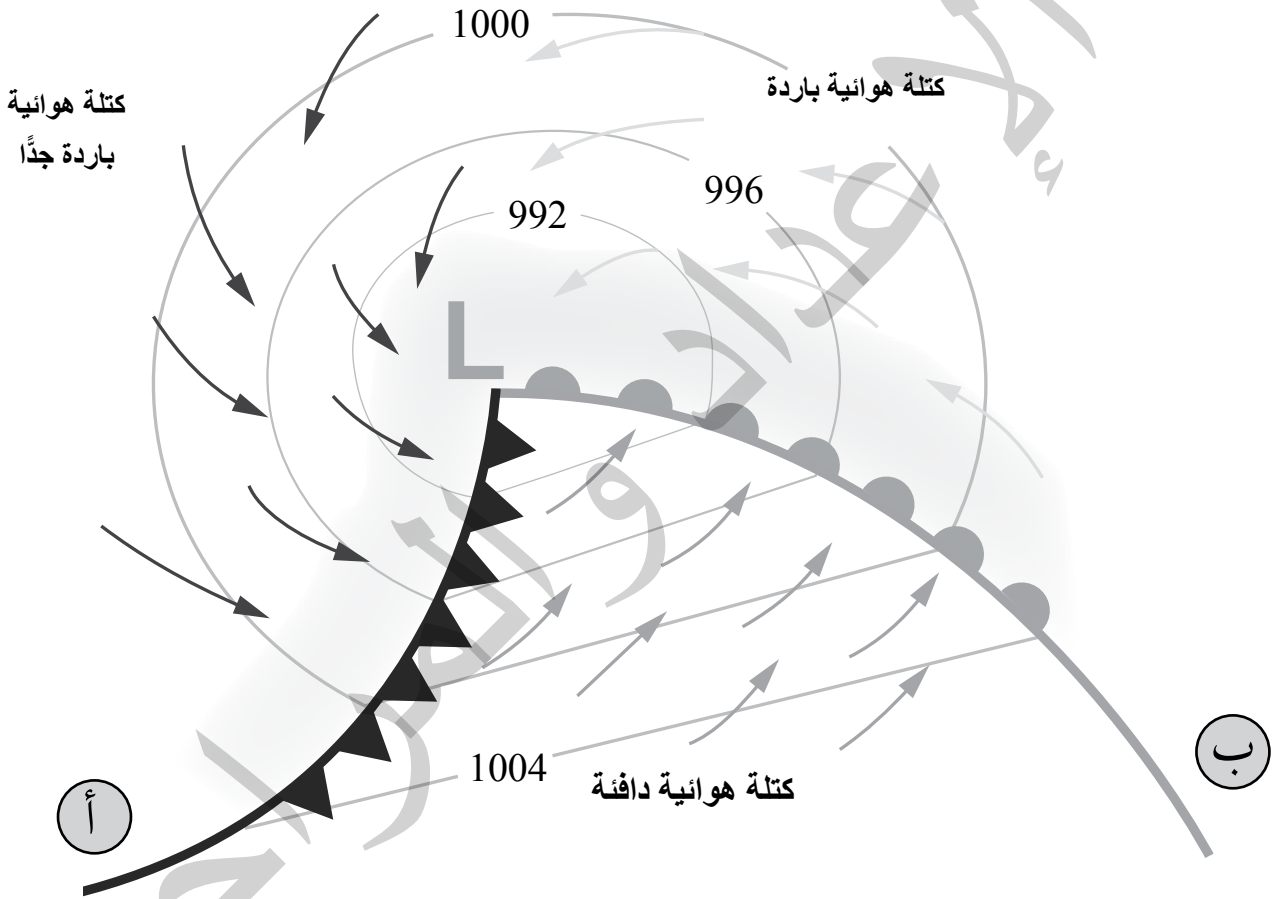 1000
كتلة هوائية باردة
كتلة هوائية
باردة جدًّا
996
992
L
1004
كتلة هوائية دافئة
أ
ب